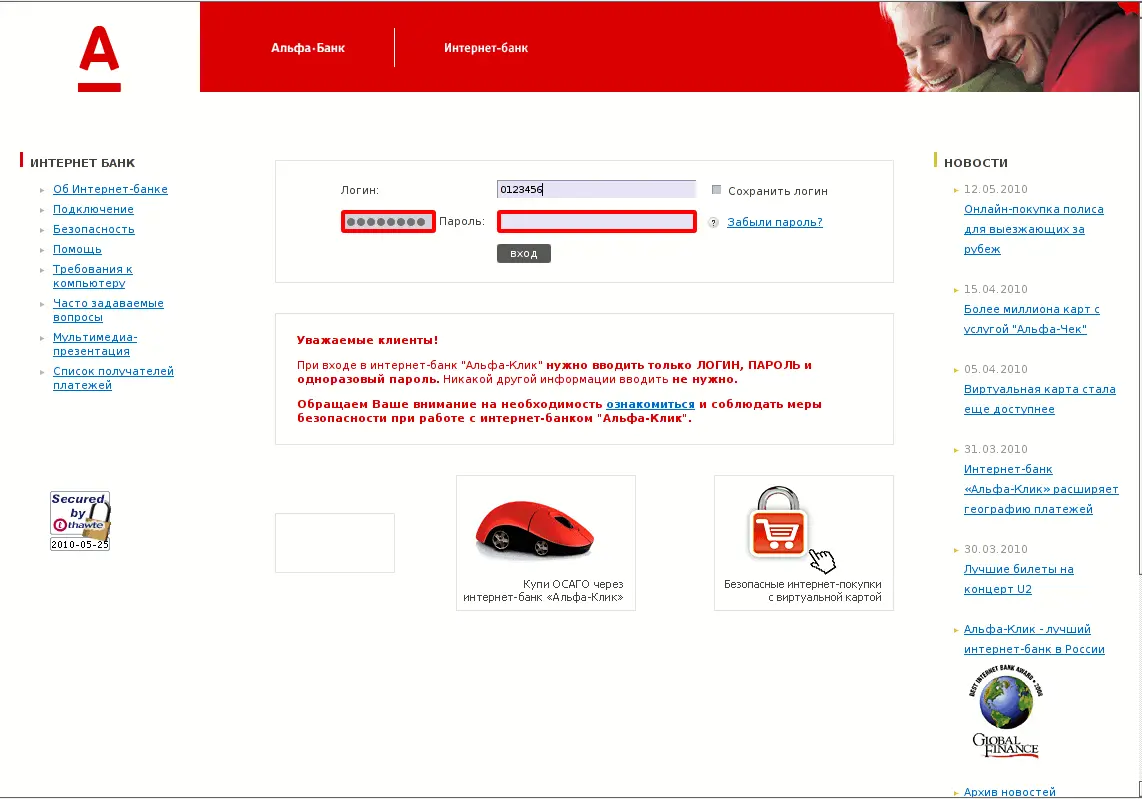 А
Альфа·Банк
Интернет-банк
ИНТЕРНЕТ БАНК
Об Интернет-банке
Подключение
Безопасность
Помощь
Требования к
компьютеру
Часто задаваемые
вопросы
Мультимедиа-
презентация
Список получателей
платежей
Secured
by
thawte
2010-05-25
Логин:
0123456
Сохранить логин
Пароль:
?
Забыли пароль?
вход
Уважаемые клиенты!
При входе в интернет-банк "Альфа-Клик" нужно вводить только ЛОГИН, ПАРОЛЬ и
одноразовый пароль. Никакой другой информации вводить не нужно.
Обращаем Ваше внимание на необходимость ознакомиться и соблюдать меры
безопасности при работе с интернет-банком "Альфа-Клик".
Купи ОСАГО через
интернет-банк «Альфа-Клик»
Безопасные интернет-покупки
с виртуальной картой
НОВОСТИ
12.05.2010
Онлайн-покупка полиса
для выезжающих за
рубеж
15.04.2010
Более миллиона карт с
услугой "Альфа-Чек"
05.04.2010
Виртуальная карта стала
еще доступнее
31.03.2010
Интернет-банк
«Альфа-Клик» расширяет
географию платежей
30.03.2010
Лучшие билеты на
концерт U2
Альфа-Клик - лучший
интернет-банк в России
BEST INTERNET BANK AWARD • 2008
GLOBAL
FINANCE
Архив новостей